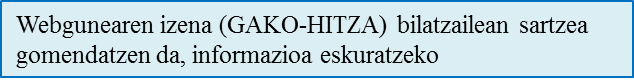 Webgunearen izena (GAKO-HITZA) bilatzailean sartzea
gomendatzen da, informazioa eskuratzeko